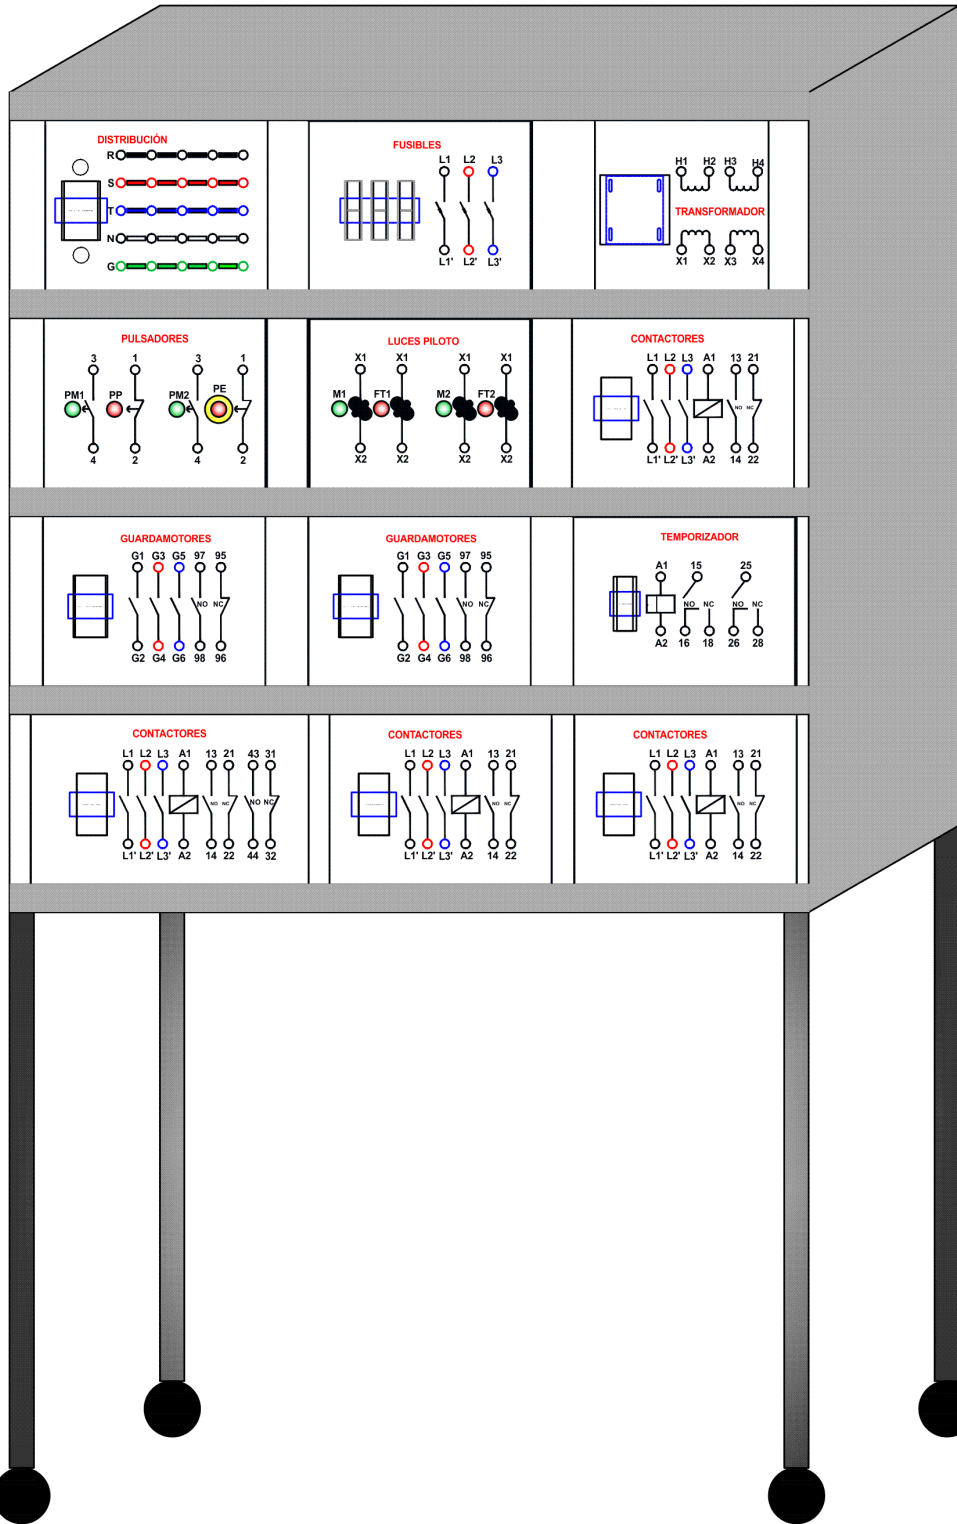 DISTRIBUCIÓN
R
S
T
N
G
FUSIBLES
L1 L2 L3
L1' L2' L3'
H1 H2 H3 H4
TRANSFORMADOR
X1 X2 X3 X4
PULSADORES
3 1 3 1
PM1 PP PM2 PE
4 2 4 2
LUCES PILOTO
X1 X1 X1 X1
M1 FT1 M2 FT2
X2 X2 X2 X2
CONTACTORES
L1 L2 L3 A1 13 21
NO NC
L1' L2' L3' A2 14 22
GUARDAMOTORES
G1 G3 G5 97 95
NO NC
G2 G4 G6 98 96
GUARDAMOTORES
G1 G3 G5 97 95
NO NC
G2 G4 G6 98 96
TEMPORIZADOR
A1 15 25
NO NC NO NC
A2 16 18 26 28
CONTACTORES
L1 L2 L3 A1 13 21 43 31
NO NC NO NC
L1' L2' L3' A2 14 22 44 32
CONTACTORES
L1 L2 L3 A1 13 21
NO NC
L1' L2' L3' A2 14 22
CONTACTORES
L1 L2 L3 A1 13 21
NO NC
L1' L2' L3' A2 14 22